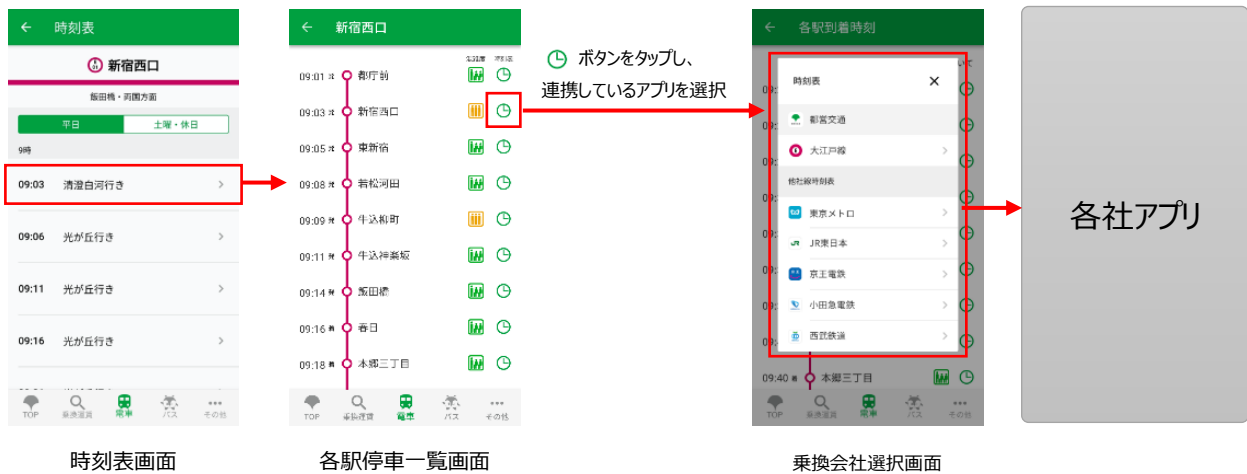 時刻表
新宿西口
飯田橋・両国方面
平日
土曜・休日
9時
09:03 清澄白河行き
09:06 光が丘行き
09:11 光が丘行き
09:16 光が丘行き
TOP
乗換運賃
電車
バス
その他
時刻表画面
新宿西口
09:01 都庁前
09:03 新宿西口
09:05 東新宿
09:08 若松河田
09:09 牛込柳町
09:11 牛込神楽坂
09:14 飯田橋
09:16 春日
09:18 本郷三丁目
TOP
乗換運賃
電車
バス
その他
各駅停車一覧画面
ボタンをタップし、
連携しているアプリを選択
各駅到着時刻
時刻表
都営交通
大江戸線
他社線時刻表
東京メトロ
JR東日本
京王電鉄
小田急電鉄
西武鉄道
09:40 本郷三丁目
TOP
乗換運賃
電車
バス
その他
乗換会社選択画面
各社アプリ